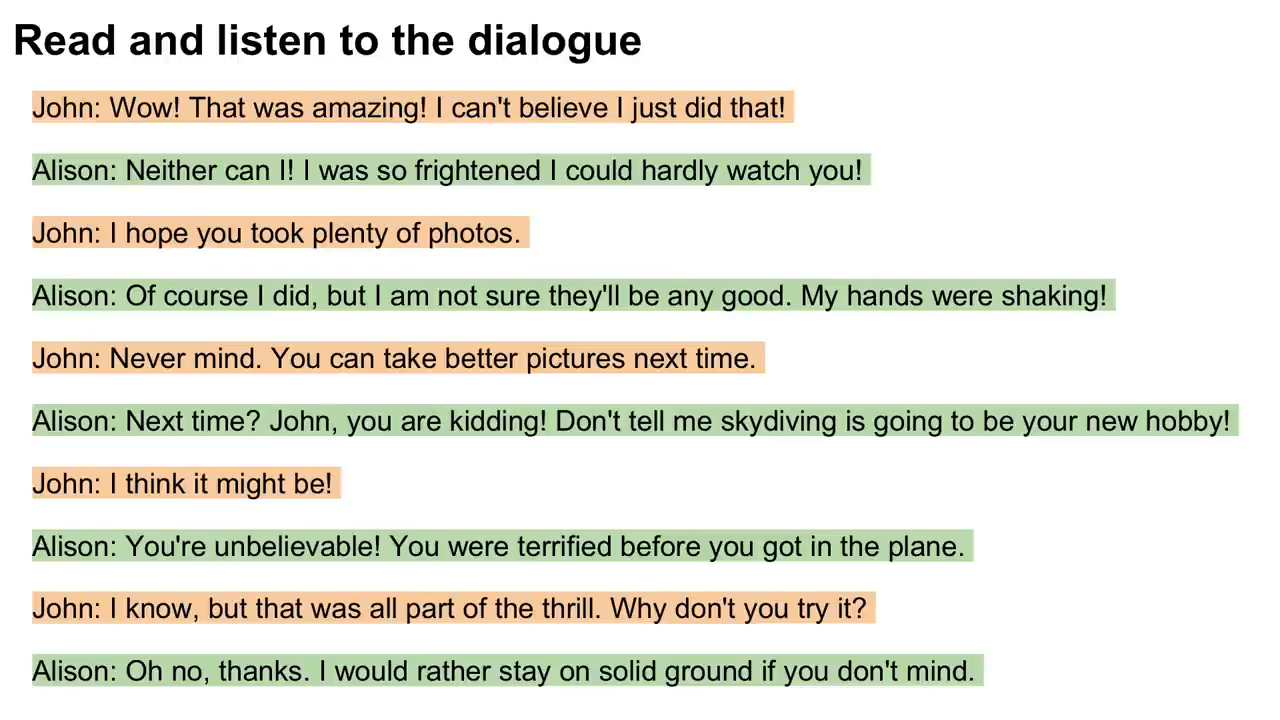 Read and listen to the dialogue
John: Wow! That was amazing! I can't believe I just did that!
Alison: Neither can I! I was so frightened I could hardly watch you!
John: I hope you took plenty of photos.
Alison: Of course I did, but I am not sure they'll be any good. My hands were shaking!
John: Never mind. You can take better pictures next time.
Alison: Next time? John, you are kidding! Don't tell me skydiving is going to be your new hobby!
John: I think it might be!
Alison: You're unbelievable! You were terrified before you got in the plane.
John: I know, but that was all part of the thrill. Why don't you try it?
Alison: Oh no, thanks. I would rather stay on solid ground if you don't mind.